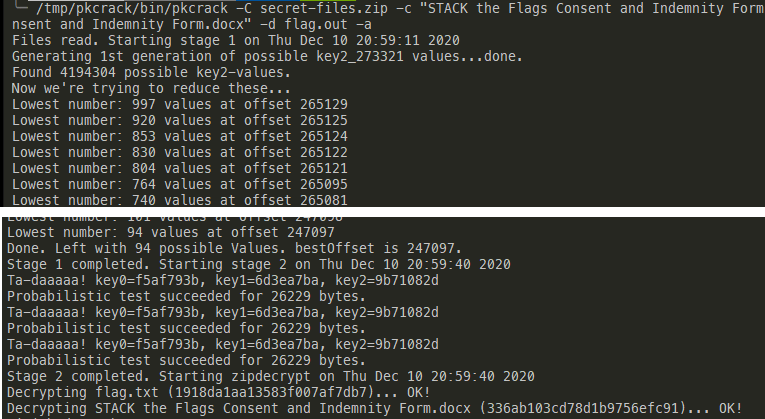 /tmp/pkcrack/bin/pkcrack -C secret-files.zip -c "STACK the Flags Consent and Indemnity Form
nsent and Indemnity Form.docx" -d flag.out -a
Files read. Starting stage 1 on Thu Dec 10 20:59:11 2020
Generating 1st generation of possible key2_273321 values...done.
Found 4194304 possible key2-values.
Now we're trying to reduce these...
Lowest number: 997 values at offset 265129
Lowest number: 920 values at offset 265125
Lowest number: 853 values at offset 265124
Lowest number: 830 values at offset 265122
Lowest number: 804 values at offset 265121
Lowest number: 764 values at offset 265095
Lowest number: 740 values at offset 265081
Lowest number: 101 values at offset 247098
Lowest number: 94 values at offset 247097
Done. Left with 94 possible Values. bestOffset is 247097.
Stage 1 completed. Starting stage 2 on Thu Dec 10 20:59:40 2020
Ta-daaaaa! key0=f5af793b, key1=6d3ea7ba, key2=9b71082d
Probabilistic test succeeded for 26229 bytes.
Ta-daaaaa! key0=f5af793b, key1=6d3ea7ba, key2=9b71082d
Probabilistic test succeeded for 26229 bytes.
Ta-daaaaa! key0=f5af793b, key1=6d3ea7ba, key2=9b71082d
Probabilistic test succeeded for 26229 bytes.
Stage 2 completed. Starting zipdecrypt on Thu Dec 10 20:59:40 2020
Decrypting flag.txt (1918da1aa13583f007af7db7)... OK!
Decrypting STACK the Flags Consent and Indemnity Form.docx (336ab103cd78d1b9756efc91)... OK!